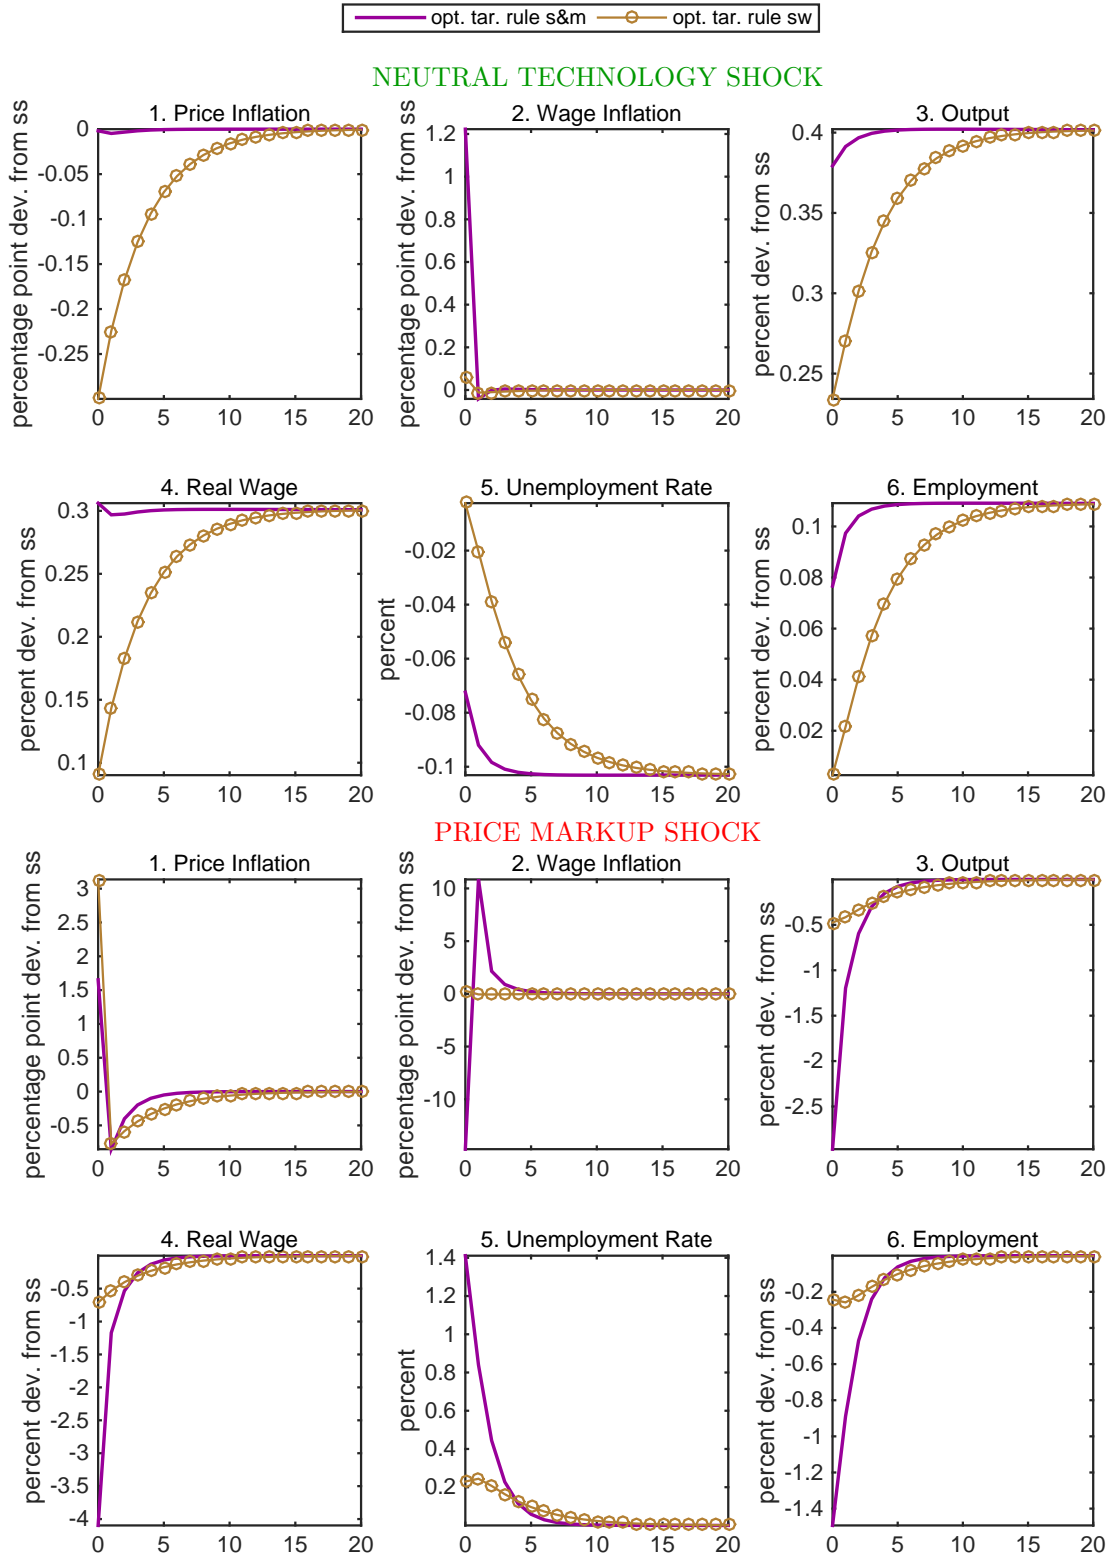 opt. tar. rule s&m opt. tar. rule sw
NEUTRAL TECHNOLOGY SHOCK
1. Price Inflation
percentage point dev. from ss
0
-0.05
-0.1
-0.15
-0.2
-0.25
0 5 10 15 20
2. Wage Inflation
percentage point dev. from ss
1.2
1
0.8
0.6
0.4
0.2
0
0 5 10 15 20
3. Output
percent dev. from ss
0.4
0.35
0.3
0.25
0 5 10 15 20
4. Real Wage
percent dev. from ss
0.3
0.25
0.2
0.15
0.1
0 5 10 15 20
5. Unemployment Rate
percent
-0.02
-0.04
-0.06
-0.08
-0.1
0 5 10 15 20
6. Employment
percent dev. from ss
0.1
0.08
0.06
0.04
0.02
0 5 10 15 20
PRICE MARKUP SHOCK
1. Price Inflation
percentage point dev. from ss
3
2.5
2
1.5
1
0.5
0
-0.5
0 5 10 15 20
2. Wage Inflation
percentage point dev. from ss
10
5
0
-5
-10
0 5 10 15 20
3. Output
percent dev. from ss
-0.5
-1
-1.5
-2
-2.5
0 5 10 15 20
4. Real Wage
percent dev. from ss
-0.5
-1
-1.5
-2
-2.5
-3
-3.5
-4
0 5 10 15 20
5. Unemployment Rate
percent
1.4
1.2
1
0.8
0.6
0.4
0.2
0 5 10 15 20
6. Employment
percent dev. from ss
-0.2
-0.4
-0.6
-0.8
-1
-1.2
-1.4
0 5 10 15 20